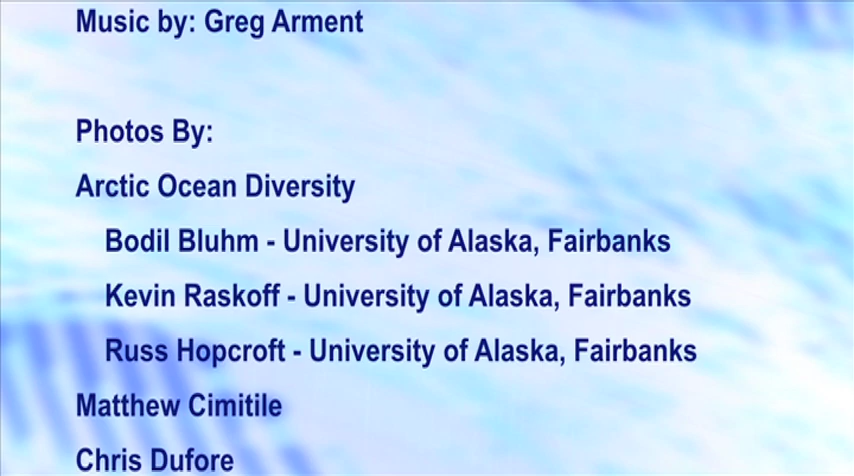 Music by: Greg Arment
Photos By:
Arctic Ocean Diversity
Bodil Bluhm - University of Alaska, Fairbanks
Kevin Raskoff - University of Alaska, Fairbanks
Russ Hopcroft - University of Alaska, Fairbanks
Matthew Cimitile
Chris Dufore